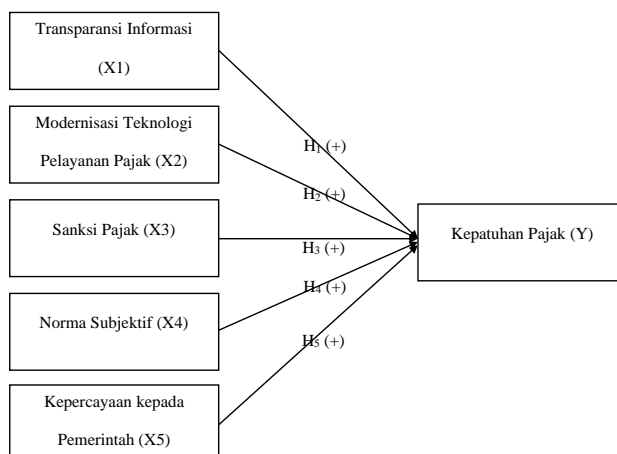 Transparansi Informasi
(X1)
Modernisasi Teknologi
Pelayanan Pajak (X2)
Sanksi Pajak (X3)
Norma Subjektif (X4)
Kepercayaan kepada
Pemerintah (X5)
H₁ (+)
H₂ (+)
H₃ (+)
H₄ (+)
H₅ (+)
Kepatuhan Pajak (Y)